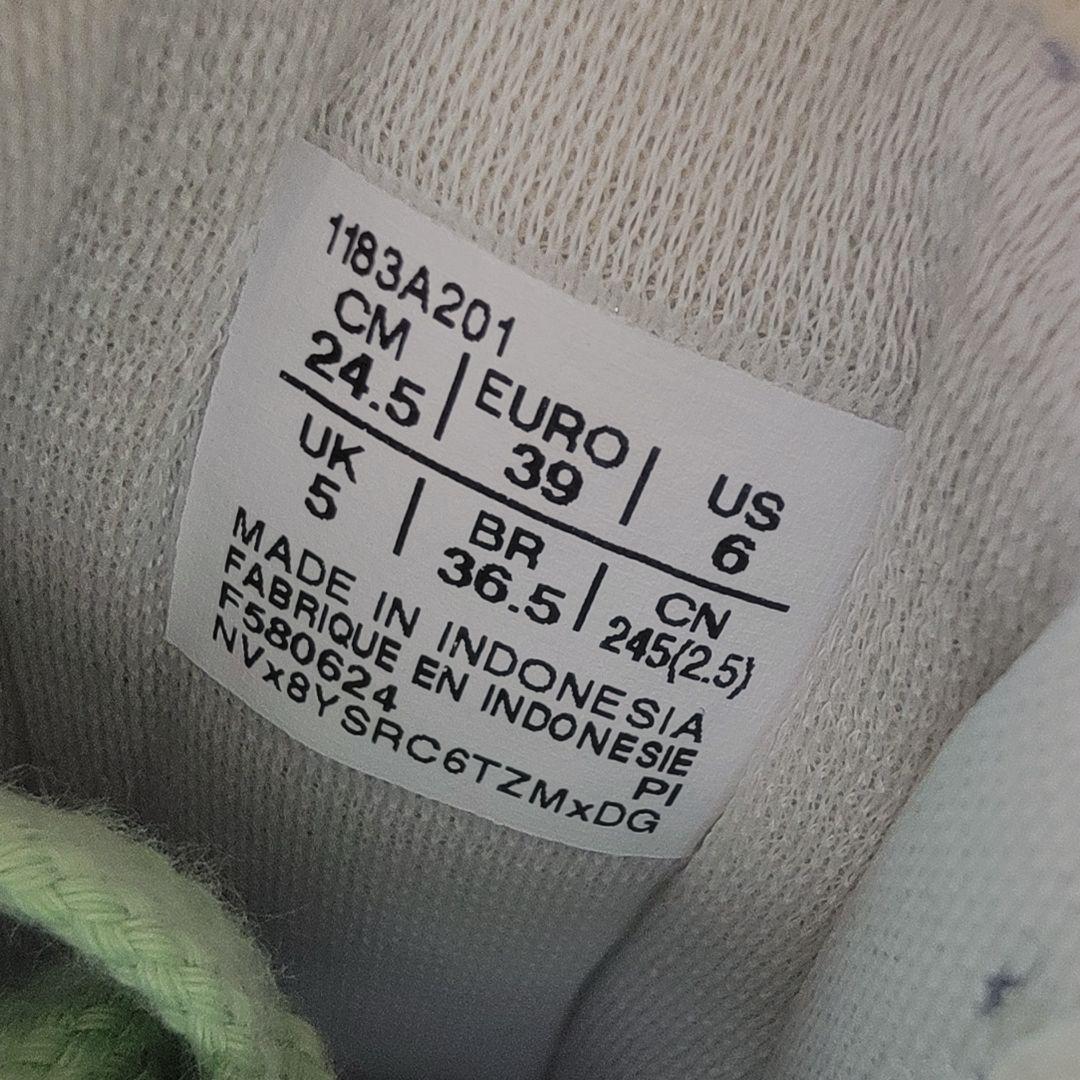 1183A201
CM | EURO | US
24.5 39 6
UK | BR | CN
5 36.5 245(2.5)
MADE IN INDONESIA
FABRIQUE EN INDONESIE
F580624 PI
NVx8YSRC6TZMxDG